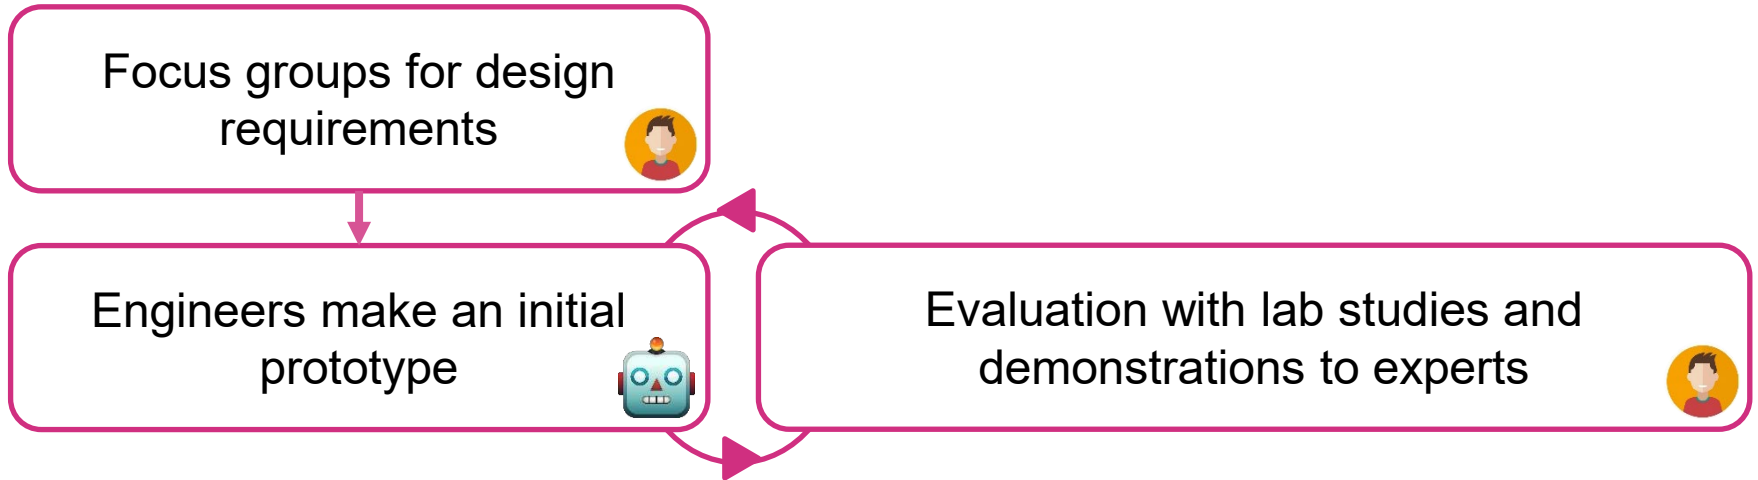 Focus groups for design
requirements
Engineers make an initial
prototype
Evaluation with lab studies and
demonstrations to experts